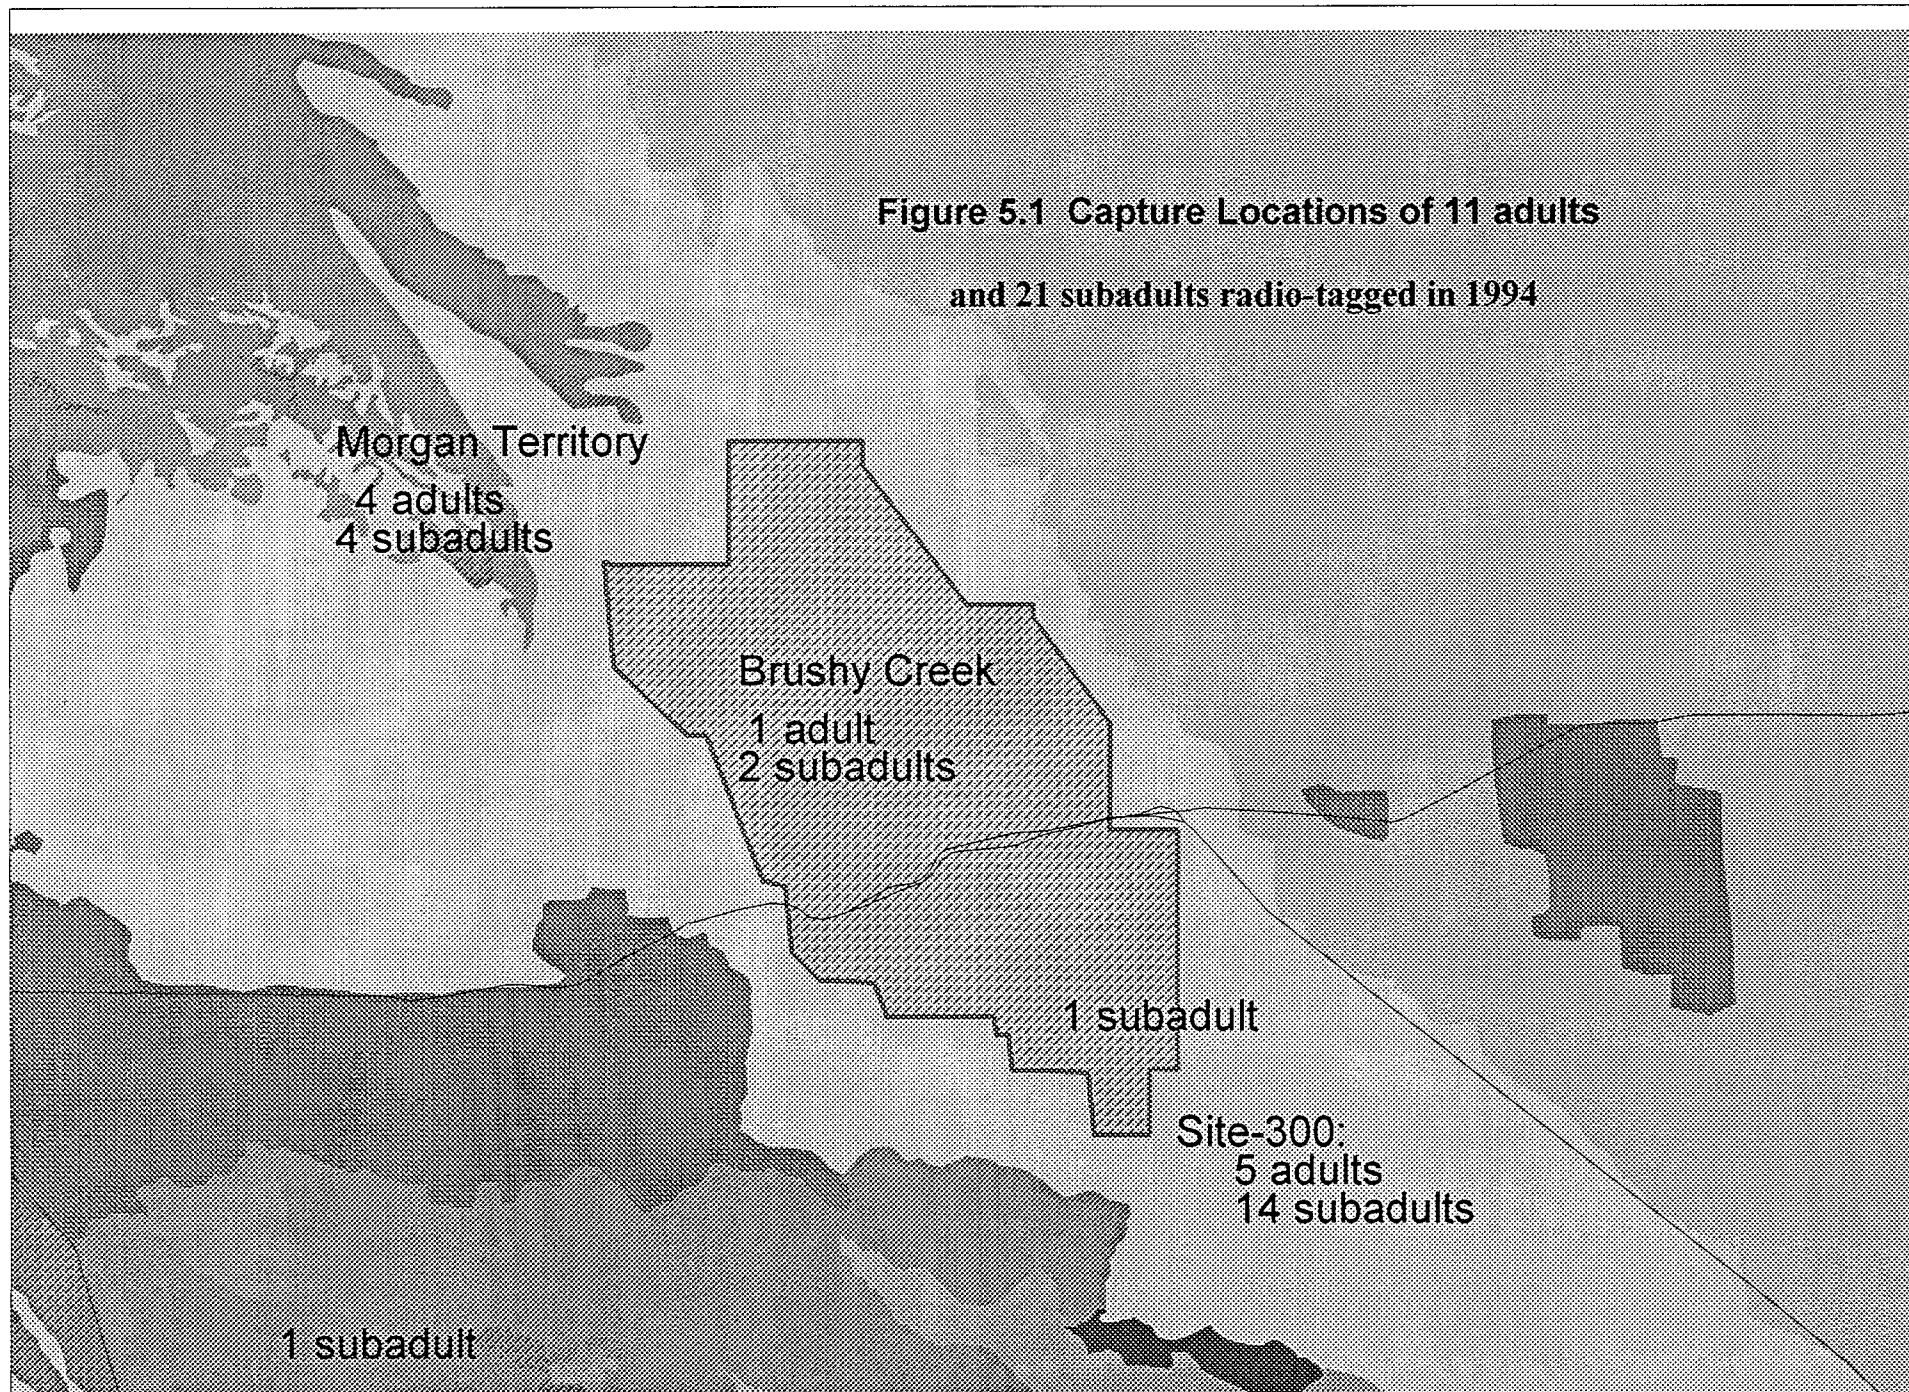 Figure 5.1 Capture Locations of 11 adults
and 21 subadults radio-tagged in 1994
Morgan Territory
4 adults
4 subadults
Brushy Creek
1 adult
2 subadults
1 subadult
Site-300:
5 adults
14 subadults
1 subadult